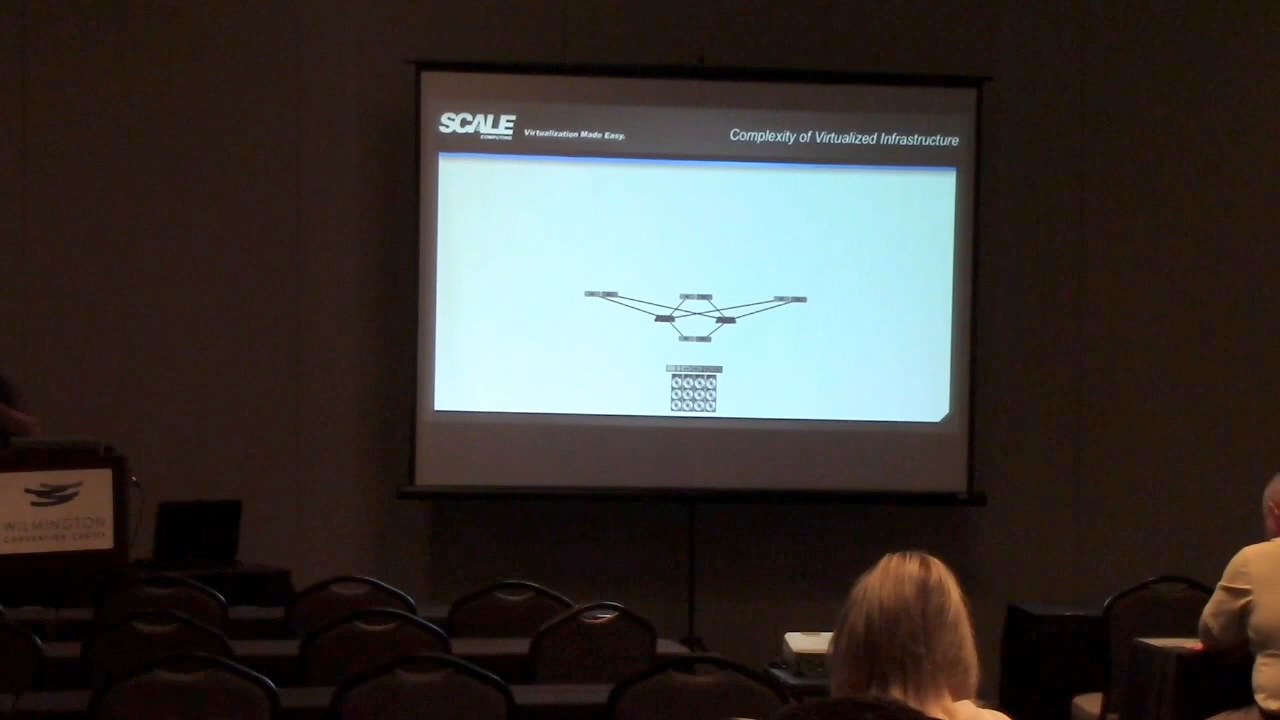 SCALE
COMPUTING
Virtualization Made Easy.
Complexity of Virtualized Infrastructure
WILMINGTON
CONVENTION CENTER